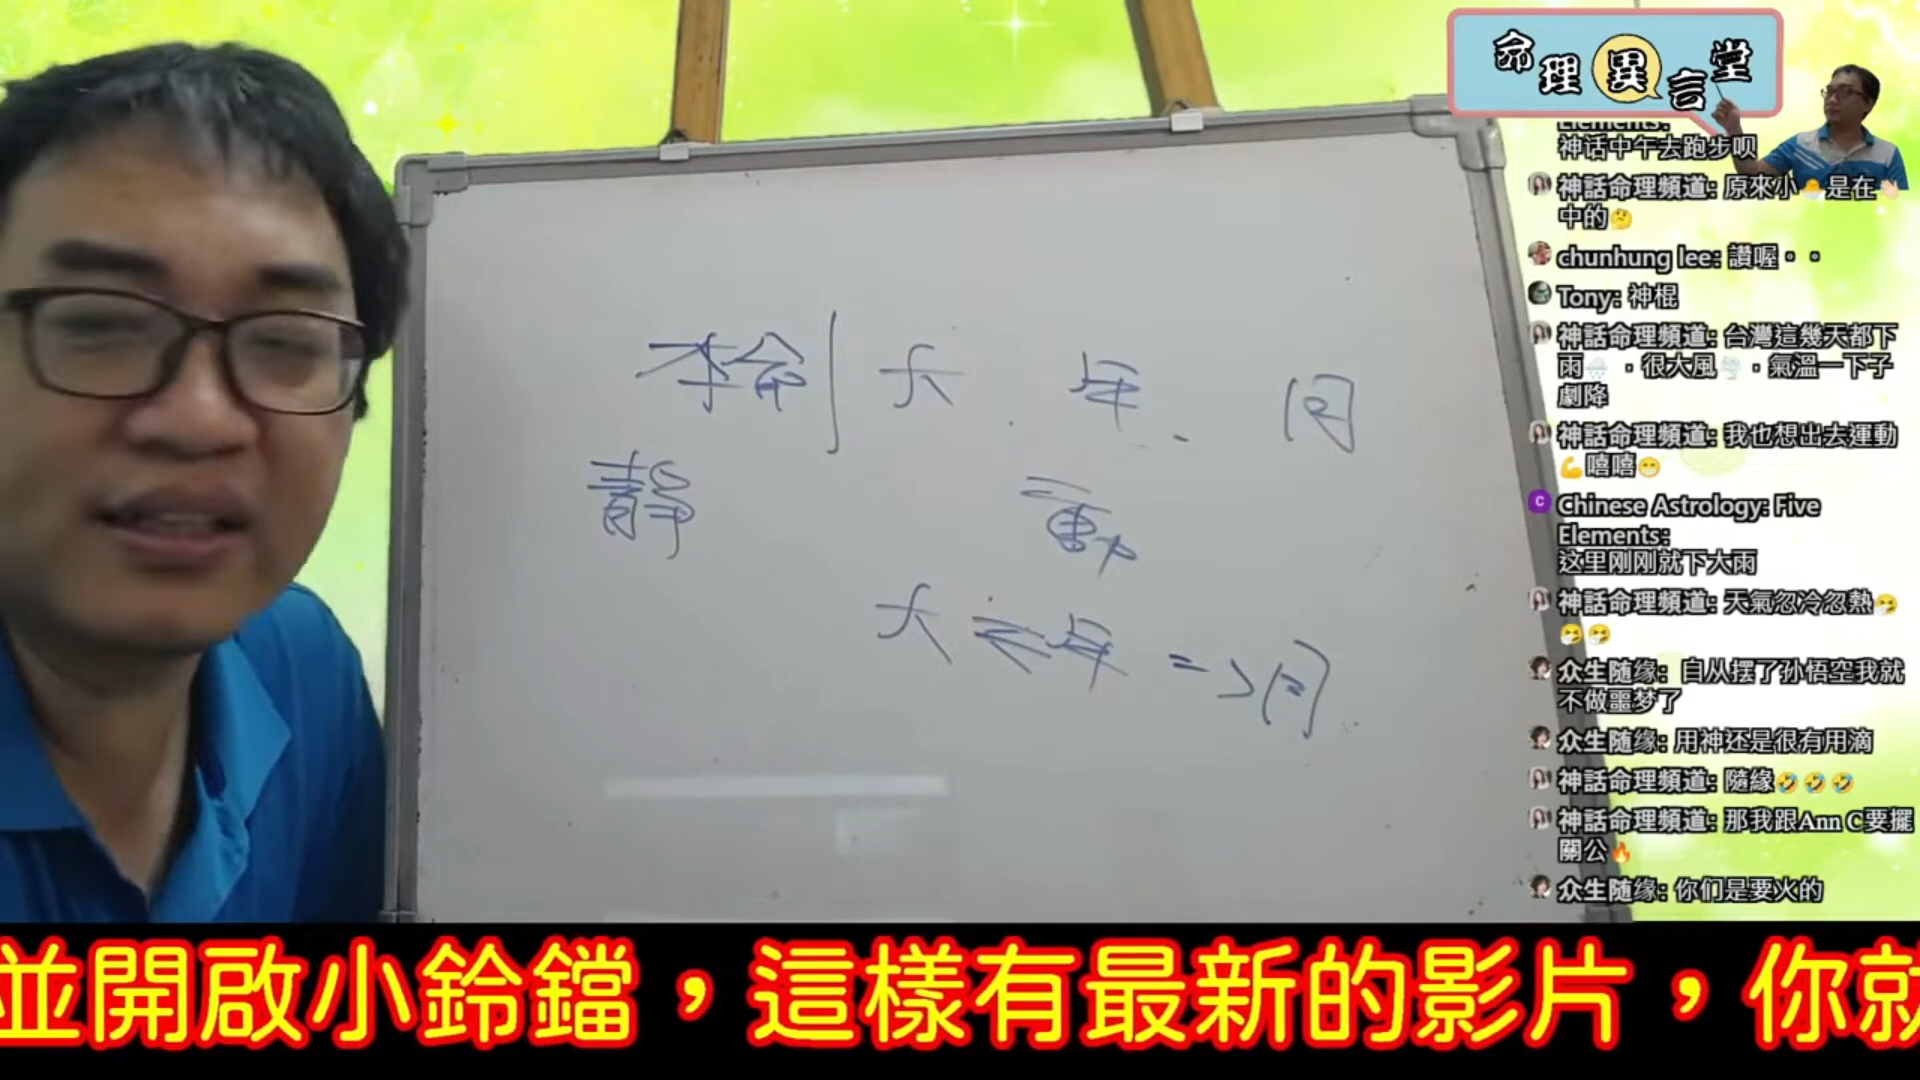 命理異言堂
Elements:
神话中午去跑步呗
神話命理頻道: 原來小🐥是在👋🏻
中的🤔
chunhung lee: 讚喔。。
Tony: 神棍
神話命理頻道: 台灣這幾天都下
雨🌧️，很大風🌪️，氣溫一下子
劇降
神話命理頻道: 我也想出去運動
💪嘻嘻😁
Chinese Astrology: Five
Elements:
这里刚刚就下大雨
神話命理頻道: 天氣忽冷忽熱🤧
🤧🤧
众生随缘: 自从摆了孙悟空我就
不做噩梦了
众生随缘: 用神还是很有用滴
神話命理頻道: 隨緣🤣🤣🤣
神話命理頻道: 那我跟Ann C要擺
關公🔥
众生随缘: 你们是要火的
大 年 月
靜
大 年 => 月
並開啟小鈴鐺，這樣有最新的影片，你就